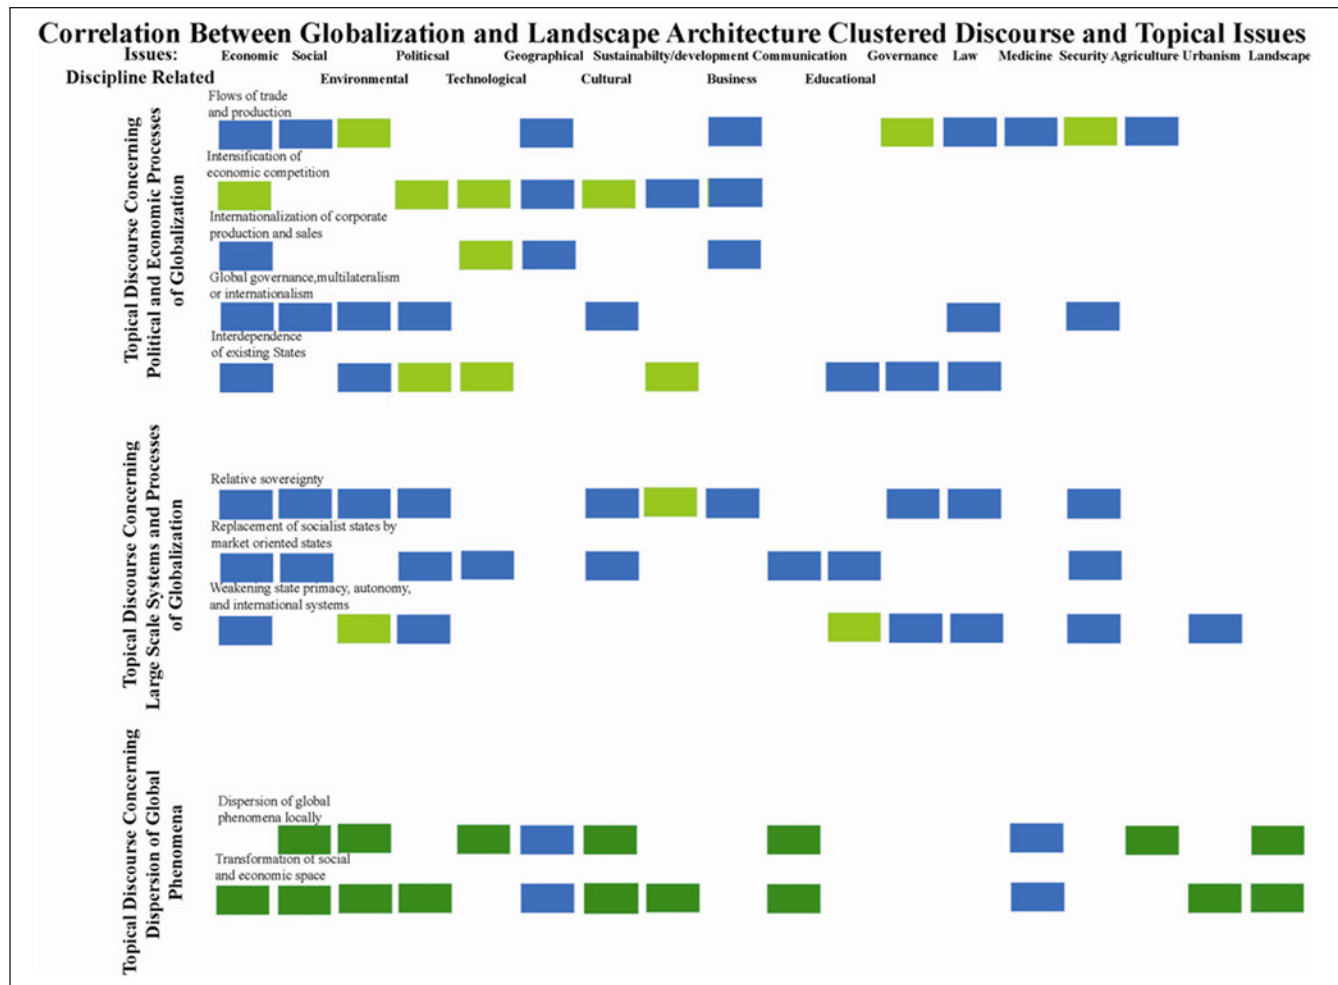 Correlation Between Globalization and Landscape Architecture Clustered Discourse and Topical Issues
Issues: Economic Social Politicsal Geographical Sustainabilty/development Communication Governance Law Medicine Security Agriculture Urbanism Landscape
Discipline Related Environmental Technological Cultural Business Educational
Topical Discourse Concerning
Political and Economic Processes
of Globalization
Flows of trade
and production
Intensification of
economic competition
Internationalization of corporate
production and sales
Global governance,multilateralism
or internationalism
Interdependence
of existing States
Topical Discourse Concerning
Large Scale Systems and Processes
of Globalization
Relative sovereignty
Replacement of socialist states by
market oriented states
Weakening state primacy, autonomy,
and international systems
Topical Discourse Concerning
Dispersion of Global
Phenomena
Dispersion of global
phenomena locally
Transformation of social
and economic space